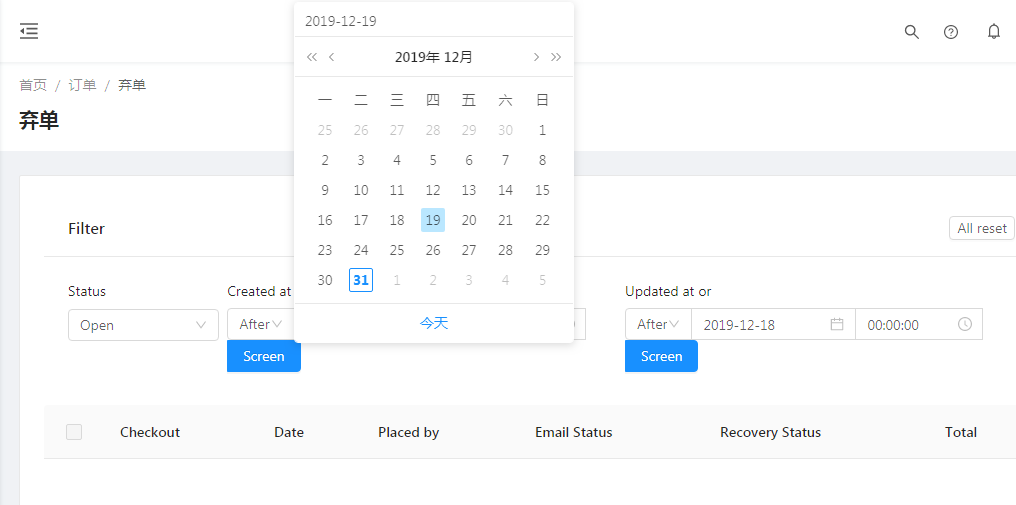 2019-12-19
2019年 12月
一 二 三 四 五 六 日
25 26 27 28 29 30 1
2 3 4 5 6 7 8
9 10 11 12 13 14 15
16 17 18 19 20 21 22
23 24 25 26 27 28 29
30 31 1 2 3 4 5
今天
首页 / 订单 / 弃单
弃单
Filter All reset
Status Created at Updated at or
Open After After 2019-12-18 00:00:00
Screen Screen
Checkout Date Placed by Email Status Recovery Status Total